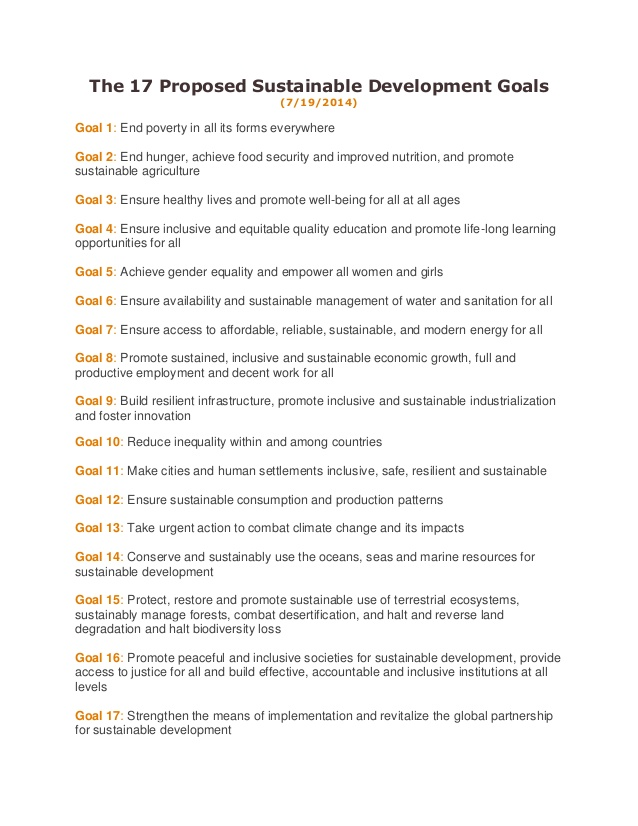 The 17 Proposed Sustainable Development Goals
(7/19/2014)
Goal 1: End poverty in all its forms everywhere
Goal 2: End hunger, achieve food security and improved nutrition, and promote
sustainable agriculture
Goal 3: Ensure healthy lives and promote well-being for all at all ages
Goal 4: Ensure inclusive and equitable quality education and promote life-long learning
opportunities for all
Goal 5: Achieve gender equality and empower all women and girls
Goal 6: Ensure availability and sustainable management of water and sanitation for all
Goal 7: Ensure access to affordable, reliable, sustainable, and modern energy for all
Goal 8: Promote sustained, inclusive and sustainable economic growth, full and
productive employment and decent work for all
Goal 9: Build resilient infrastructure, promote inclusive and sustainable industrialization
and foster innovation
Goal 10: Reduce inequality within and among countries
Goal 11: Make cities and human settlements inclusive, safe, resilient and sustainable
Goal 12: Ensure sustainable consumption and production patterns
Goal 13: Take urgent action to combat climate change and its impacts
Goal 14: Conserve and sustainably use the oceans, seas and marine resources for
sustainable development
Goal 15: Protect, restore and promote sustainable use of terrestrial ecosystems,
sustainably manage forests, combat desertification, and halt and reverse land
degradation and halt biodiversity loss
Goal 16: Promote peaceful and inclusive societies for sustainable development, provide
access to justice for all and build effective, accountable and inclusive institutions at all
levels
Goal 17: Strengthen the means of implementation and revitalize the global partnership
for sustainable development